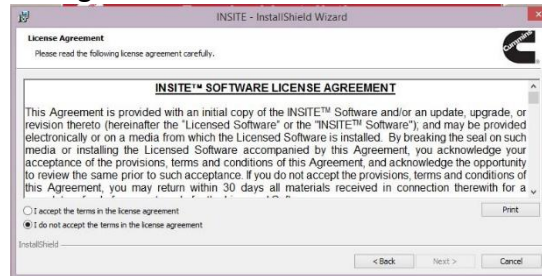 INSITE - InstallShield Wizard
License Agreement
Please read the following license agreement carefully.
Cummins
INSITE™ SOFTWARE LICENSE AGREEMENT
This Agreement is provided with an initial copy of the INSITE™ Software and/or an update, upgrade, or
revision thereto (hereinafter the "Licensed Software" or the "INSITE™ Software"); and may be provided
electronically or on a media from which the Licensed Software is installed. By breaking the seal on such
media or installing the Licensed Software accompanied by this Agreement, you acknowledge your
acceptance of the provisions, terms and conditions of this Agreement, and acknowledge the opportunity
to review the same prior to such acceptance. If you do not accept the provisions, terms and conditions of
this Agreement, you may return within 30 days all materials received in connection therewith for a
I accept the terms in the license agreement
Print
I do not accept the terms in the license agreement
InstallShield
< Back
Next >
Cancel